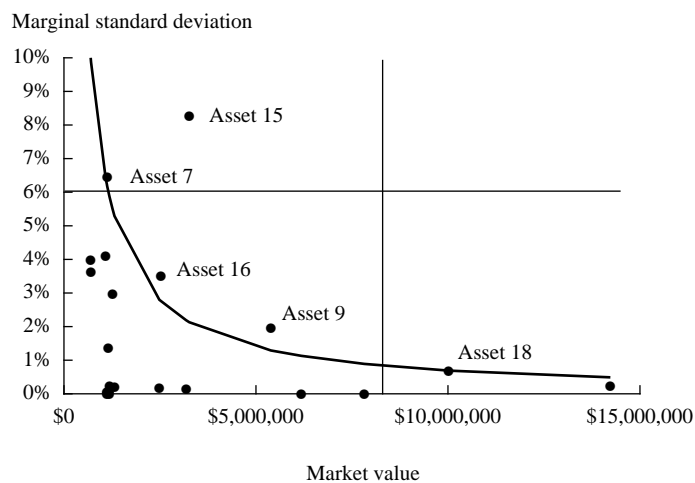 Marginal standard deviation
10%
9%
8%
Asset 15
7%
Asset 7
6%
5%
4%
Asset 16
3%
Asset 9
2%
Asset 18
1%
0%
$0 $5,000,000 $10,000,000 $15,000,000
Market value